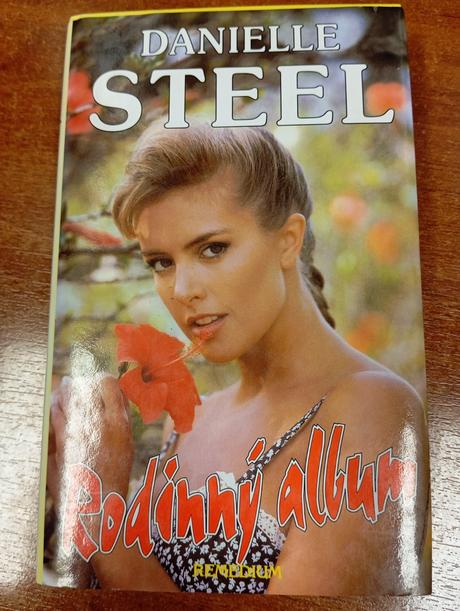 DANIELLE
STEEL
Rodinný album
REMEDIUM